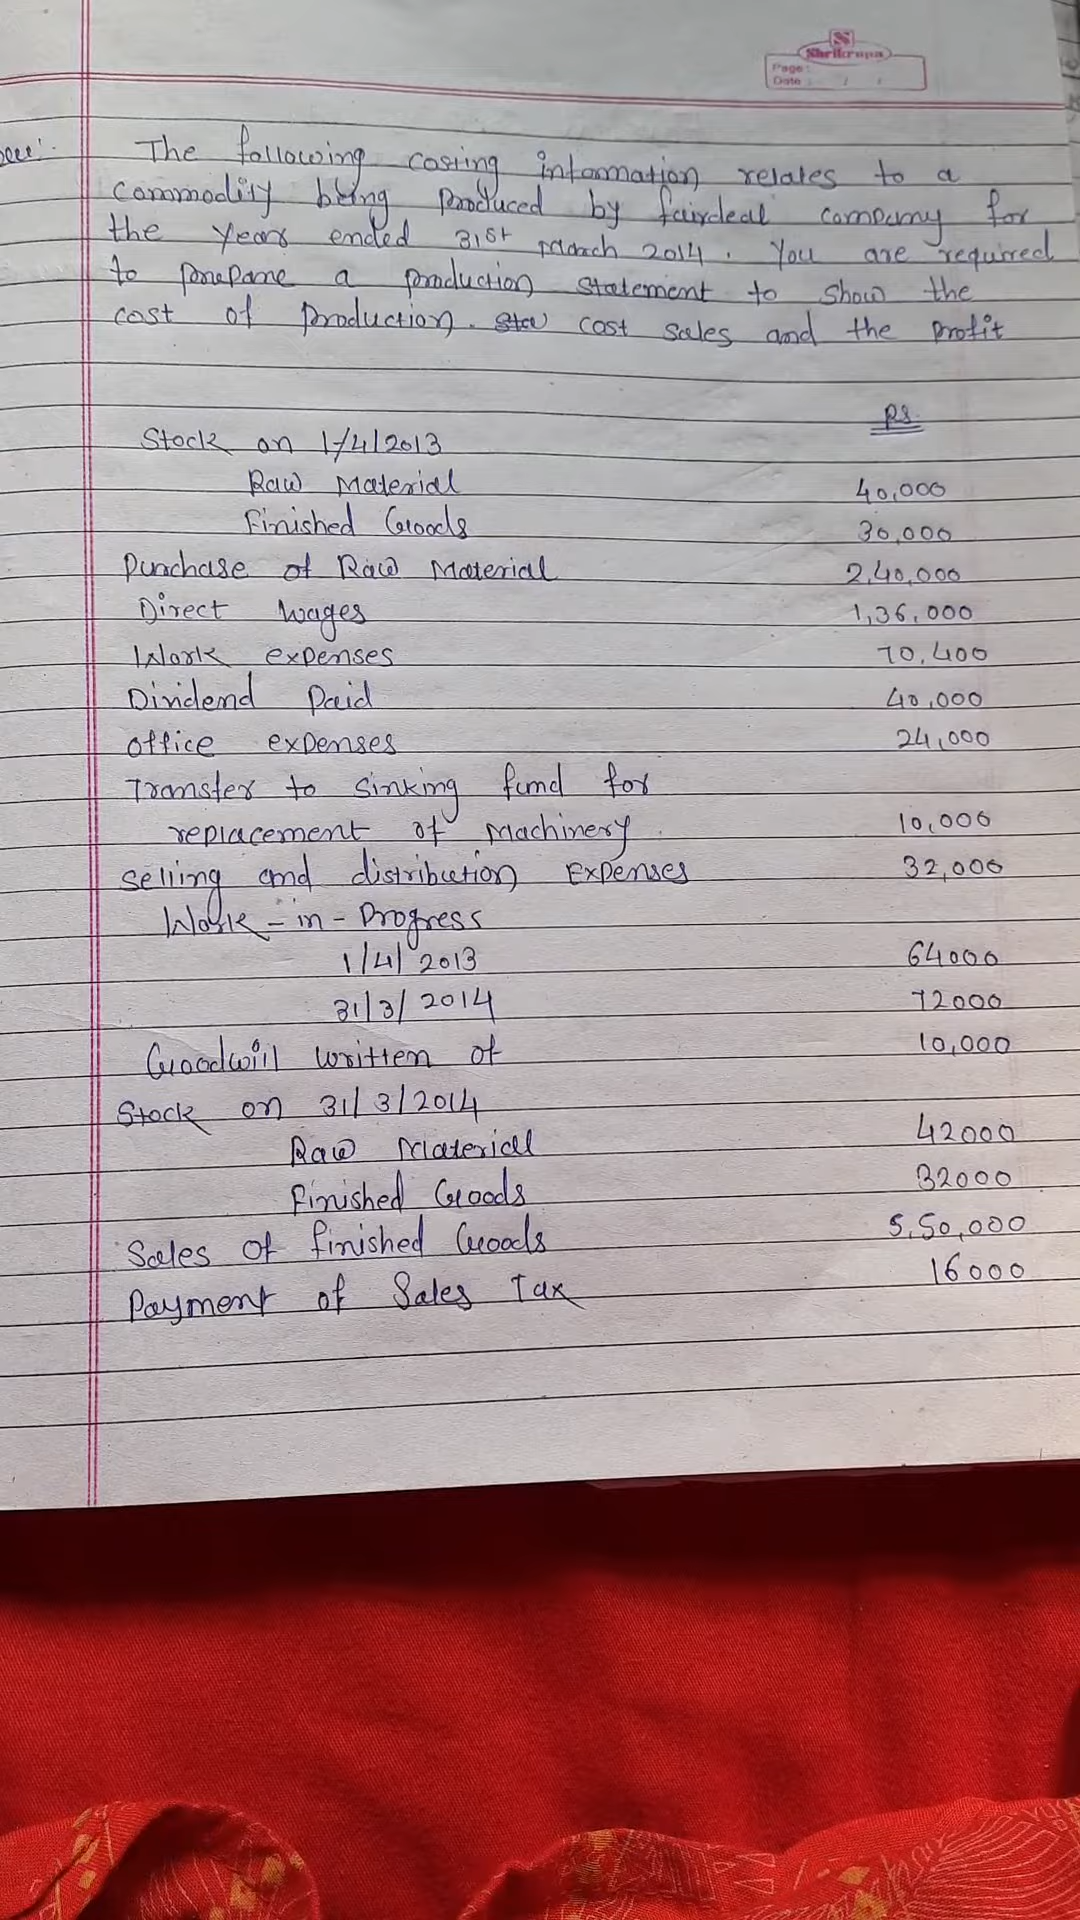 Shrikrupa
Page:
Date: / /
The following costing information relates to a
commodity being produced by fairdeal company for
the years ended 31st March 2014. You are required
to prepare a production statement to show the
cost of production. cost sales and the profit
Rs.
Stock on 1/4/2013
Raw Material 40,000
Finished Goods 30,000
Purchase of Raw Material 2,40,000
Direct Wages 1,36,000
Work expenses 70,400
Dividend Paid 40,000
office expenses 24,000
Transfer to sinking fund for
replacement of Machinery 10,000
Selling and distribution Expenses 32,000
Work-in-Progress
1/4/2013 64000
31/3/2014 72000
Goodwill written of 10,000
Stock on 31/3/2014
Raw Material 42000
Finished Goods 32000
Sales of finished Goods 5,50,000
Payment of Sales Tax 16000